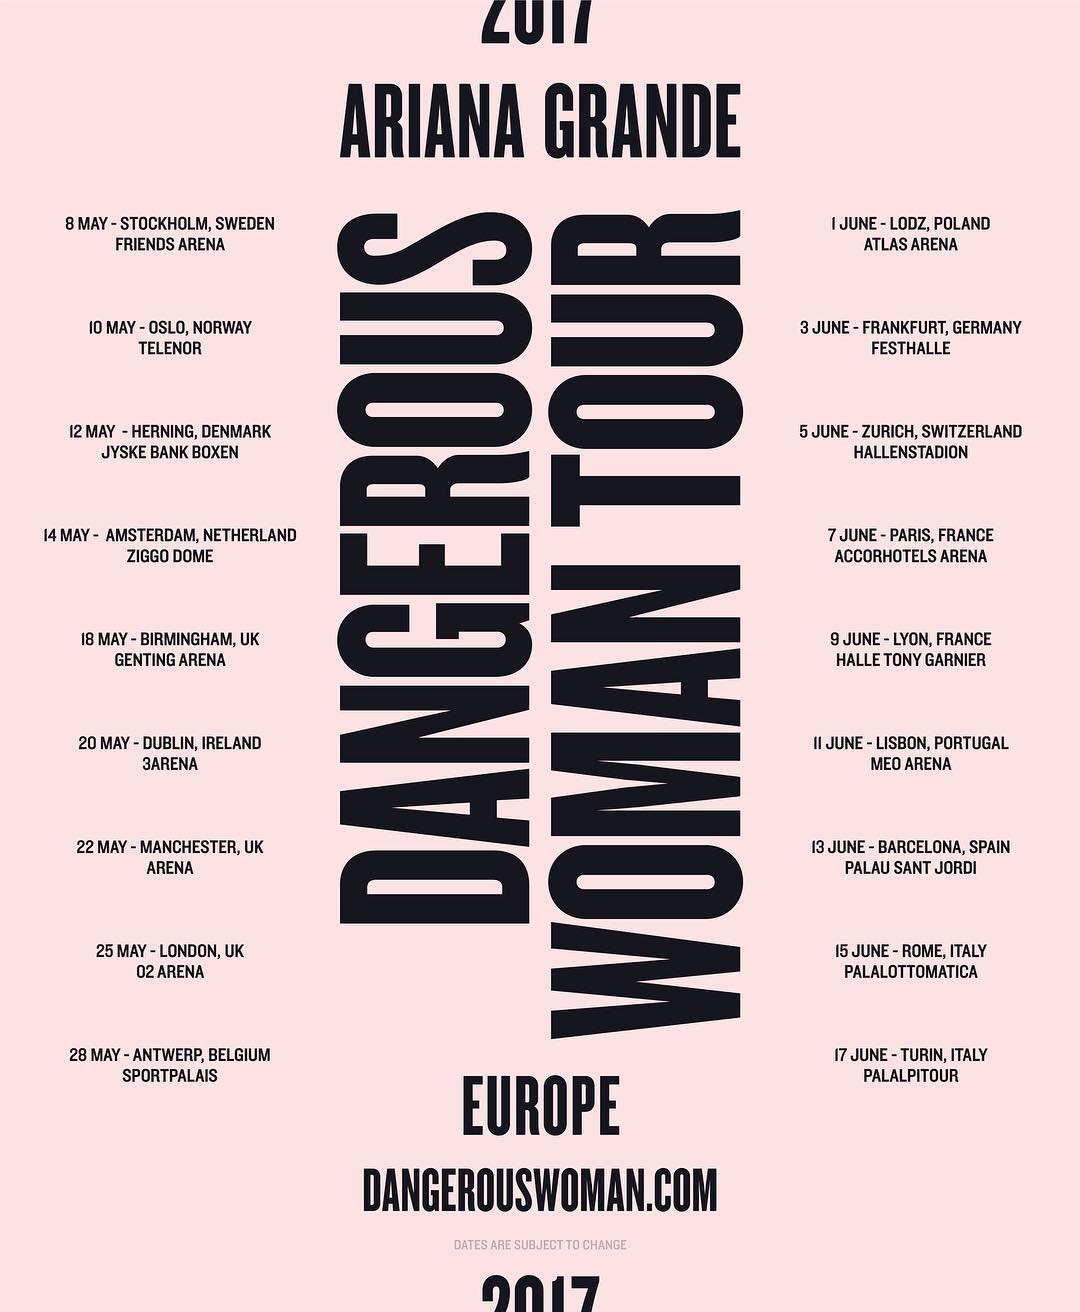 2017
ARIANA GRANDE
8 MAY - STOCKHOLM, SWEDEN
FRIENDS ARENA
10 MAY - OSLO, NORWAY
TELENOR
12 MAY - HERNING, DENMARK
JYSKE BANK BOXEN
14 MAY - AMSTERDAM, NETHERLAND
ZIGGO DOME
18 MAY - BIRMINGHAM, UK
GENTING ARENA
20 MAY - DUBLIN, IRELAND
3ARENA
22 MAY - MANCHESTER, UK
ARENA
25 MAY - LONDON, UK
O2 ARENA
28 MAY - ANTWERP, BELGIUM
SPORTPALAIS
DANGEROUS
WOMAN TOUR
1 JUNE - LODZ, POLAND
ATLAS ARENA
3 JUNE - FRANKFURT, GERMANY
FESTHALLE
5 JUNE - ZURICH, SWITZERLAND
HALLENSTADION
7 JUNE - PARIS, FRANCE
ACCORHOTELS ARENA
9 JUNE - LYON, FRANCE
HALLE TONY GARNIER
11 JUNE - LISBON, PORTUGAL
MEO ARENA
13 JUNE - BARCELONA, SPAIN
PALAU SANT JORDI
15 JUNE - ROME, ITALY
PALALOTTOMATICA
17 JUNE - TURIN, ITALY
PALALPITOUR
EUROPE
DANGEROUSWOMAN.COM
DATES ARE SUBJECT TO CHANGE
2017